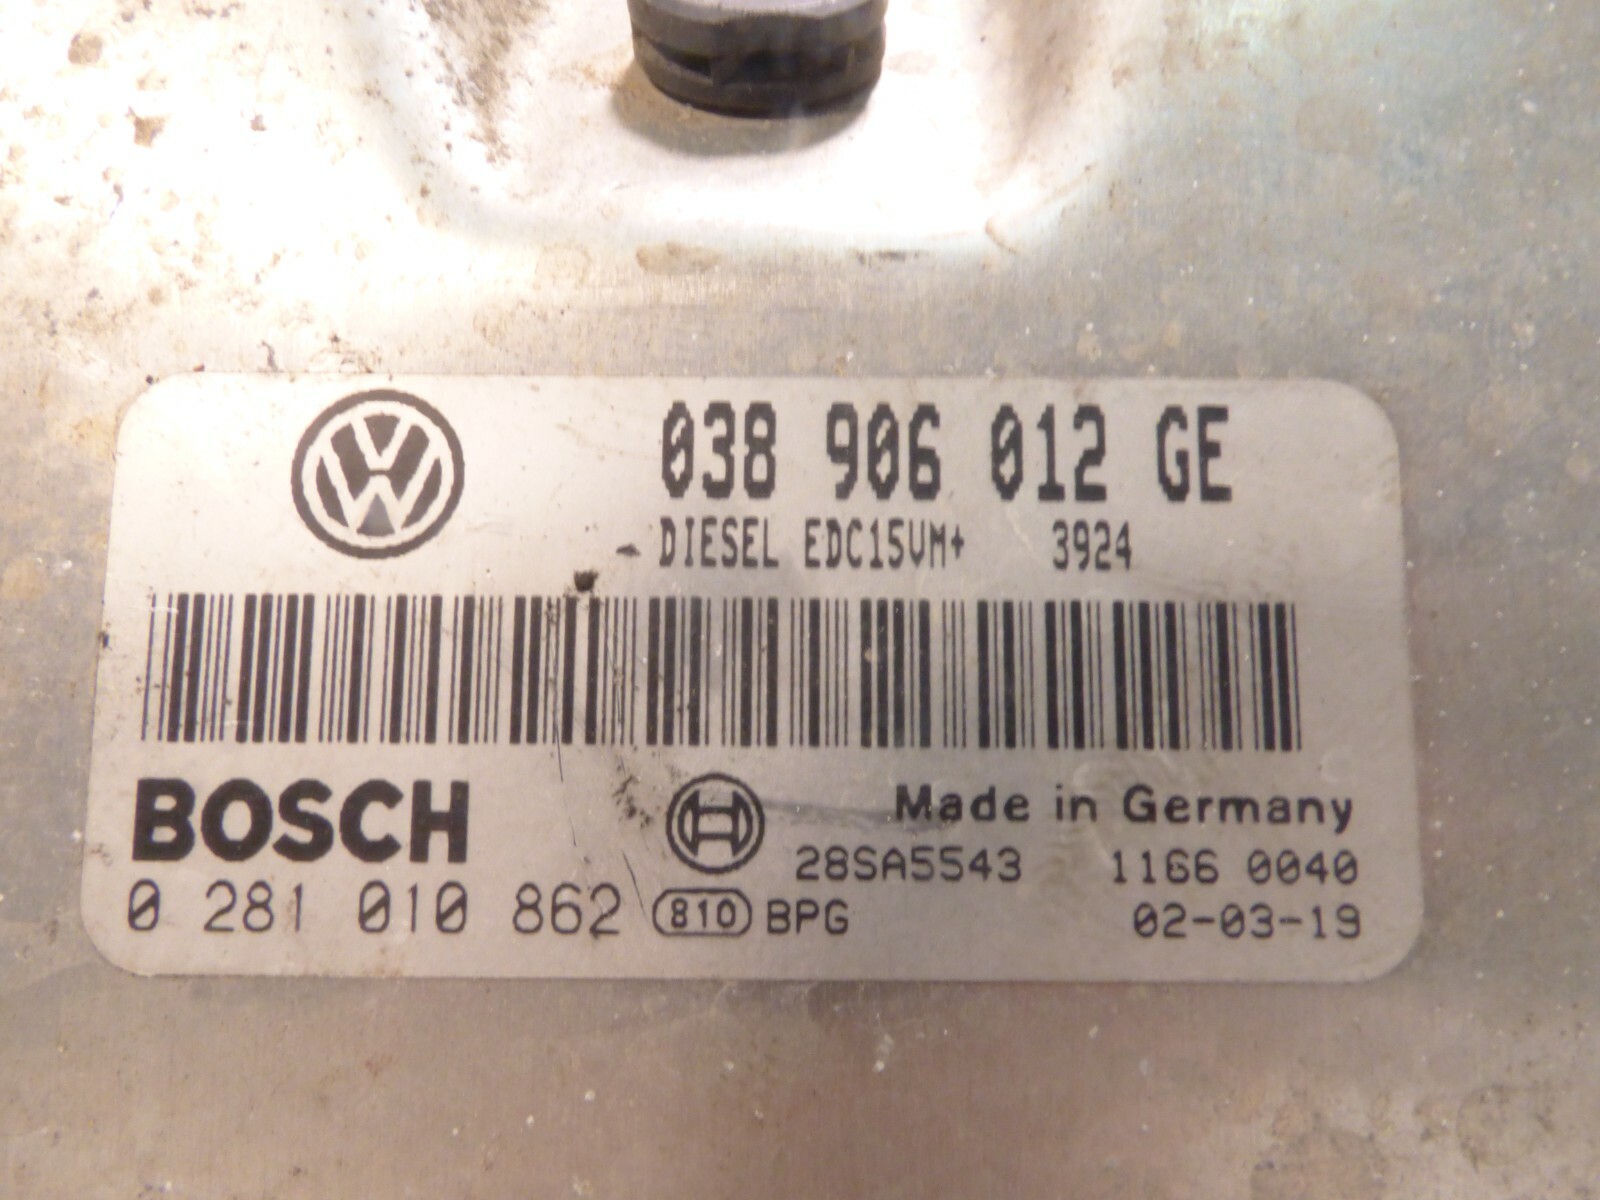 038 906 012 GE
DIESEL EDC15VM+ 3924
BOSCH
Made in Germany
28SA5543 1166 0040
0 281 010 862 810 BPG 02-03-19